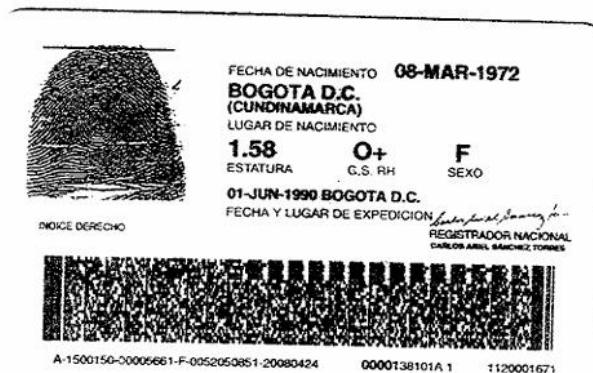 FECHA DE NACIMIENTO 08-MAR-1972
BOGOTA D.C.
(CUNDINAMARCA)
LUGAR DE NACIMIENTO
1.58 O+ F
ESTATURA G.S. RH SEXO
01-JUN-1990 BOGOTA D.C.
FECHA Y LUGAR DE EXPEDICION
INDICE DERECHO
REGISTRADOR NACIONAL
CARLOS ARIEL SÁNCHEZ TORRES
A-1500150-00005661-F-0052050851-20080424 0000138101A 1 1120001671